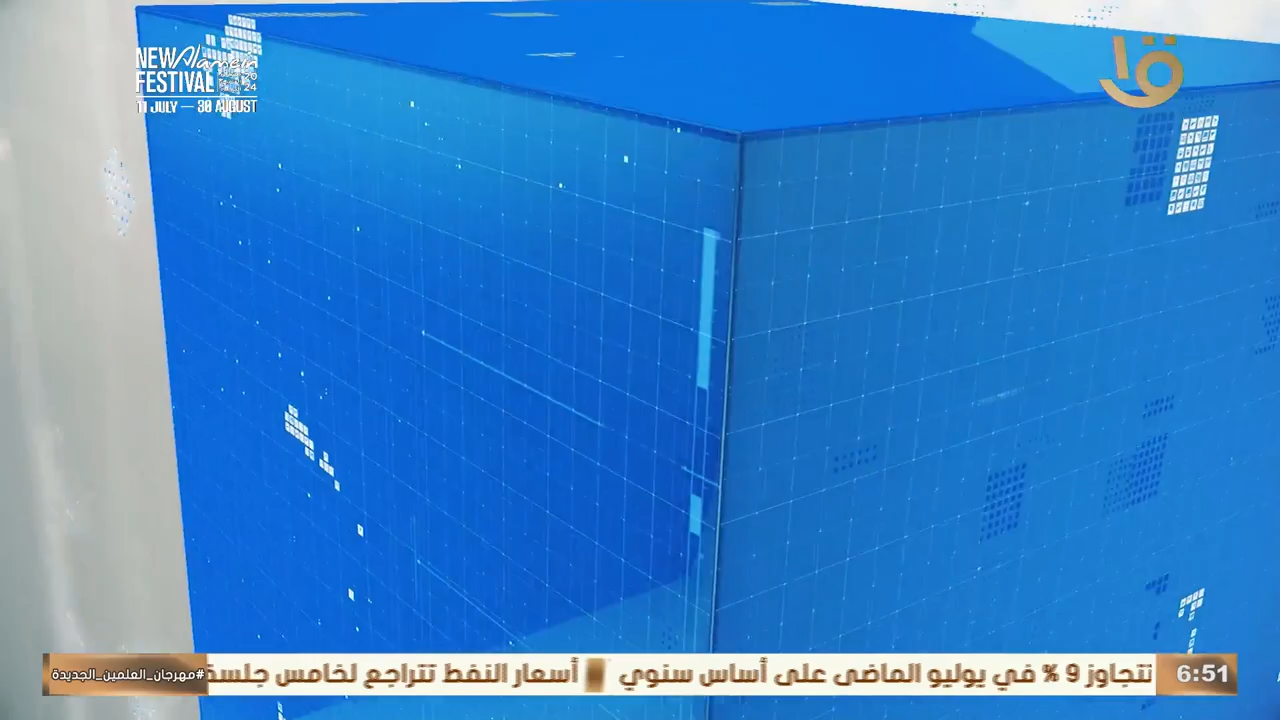 NEW Alamein
FESTIVAL 2024
11 JULY — 30 AUGUST
6:51
تتجاوز 9 % في يوليو الماضى على أساس سنوي
أسعار النفط تتراجع لخامس جلسة
#مهرجان_العلمين_الجديدة